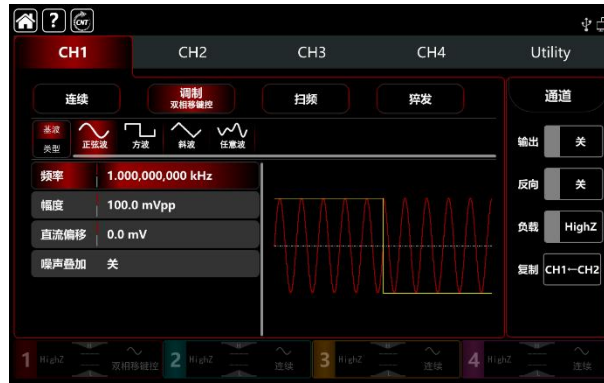 ? CNT
CH1 CH2 CH3 CH4 Utility
连续 调制 扫频 猝发 通道
双相移键控
基波
类型 正弦波 方波 斜波 任意波
输出 关
频率 1.000,000,000 kHz
反向 关
幅度 100.0 mVpp
负载 HighZ
直流偏移 0.0 mV
噪声叠加 关
复制 CH1←CH2
1 HighZ 双相移键控 2 HighZ 连续 3 HighZ 连续 4 HighZ 连续